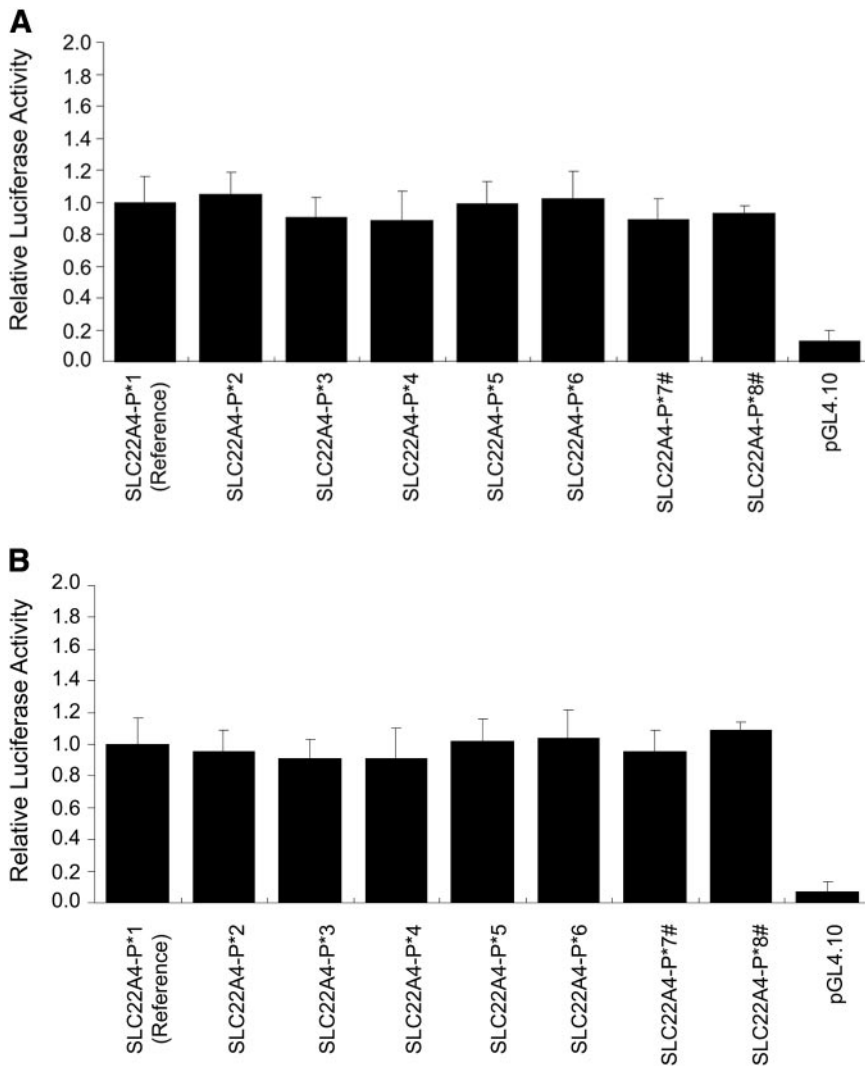 A
Relative Luciferase Activity
2.0
1.8
1.6
1.4
1.2
1.0
0.8
0.6
0.4
0.2
0.0
SLC22A4-P*1
(Reference)
SLC22A4-P*2
SLC22A4-P*3
SLC22A4-P*4
SLC22A4-P*5
SLC22A4-P*6
SLC22A4-P*7#
SLC22A4-P*8#
pGL4.10
B
Relative Luciferase Activity
2.0
1.8
1.6
1.4
1.2
1.0
0.8
0.6
0.4
0.2
0.0
SLC22A4-P*1
(Reference)
SLC22A4-P*2
SLC22A4-P*3
SLC22A4-P*4
SLC22A4-P*5
SLC22A4-P*6
SLC22A4-P*7#
SLC22A4-P*8#
pGL4.10